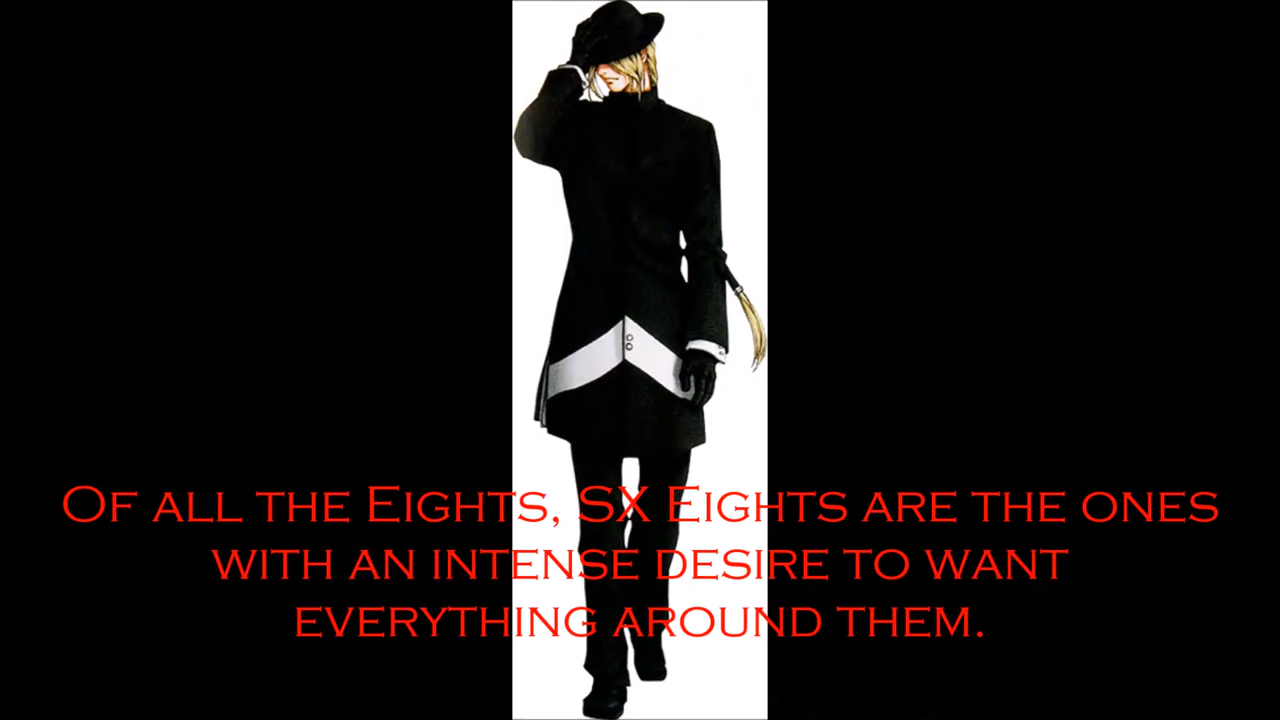 Of all the Eights, SX Eights are the ones
with an intense desire to want
everything around them.